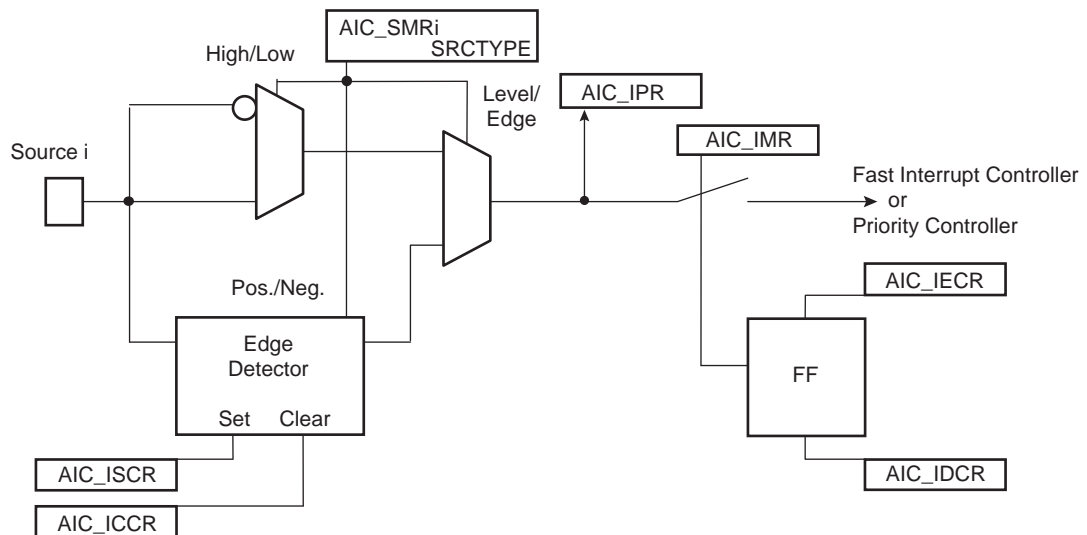 AIC_SMRi
SRCTYPE
High/Low
Level/
Edge
AIC_IPR
AIC_IMR
Source i
Fast Interrupt Controller
or
Priority Controller
Pos./Neg.
AIC_IECR
Edge
Detector
FF
Set Clear
AIC_ISCR
AIC_IDCR
AIC_ICCR